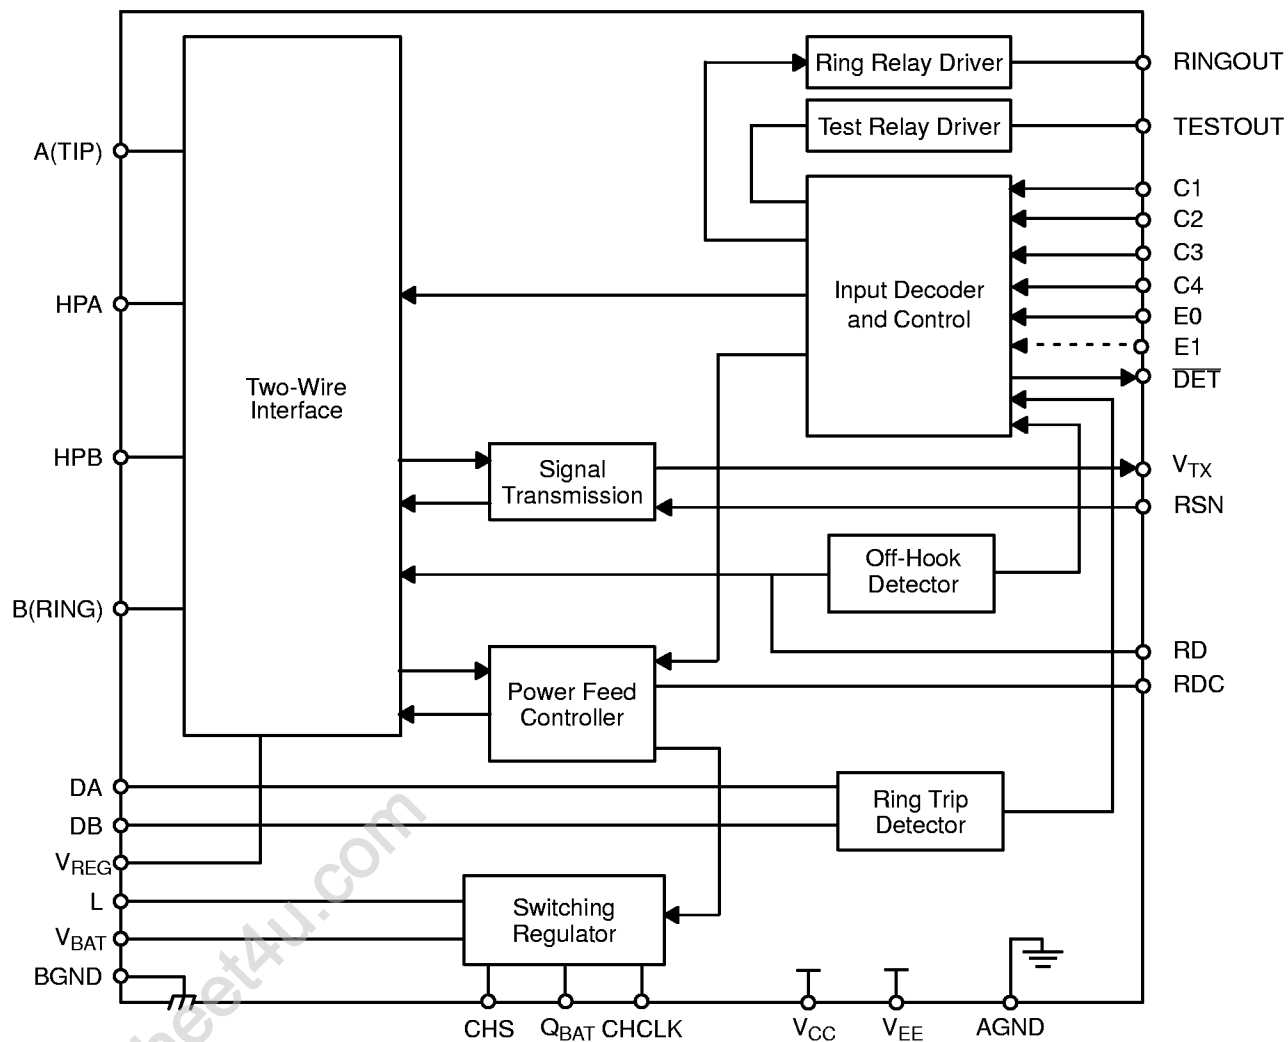 Ring Relay Driver
RINGOUT
Test Relay Driver
TESTOUT
A(TIP)
C1
C2
C3
C4
E0
E1
DET
Input Decoder
and Control
HPA
Two-Wire
Interface
HPB
Signal
Transmission
VTX
RSN
Off-Hook
Detector
B(RING)
RD
RDC
Power Feed
Controller
DA
DB
VREG
Ring Trip
Detector
L
VBAT
BGND
Switching
Regulator
CHS
QBAT
CHCLK
VCC
VEE
AGND
heet4u.com